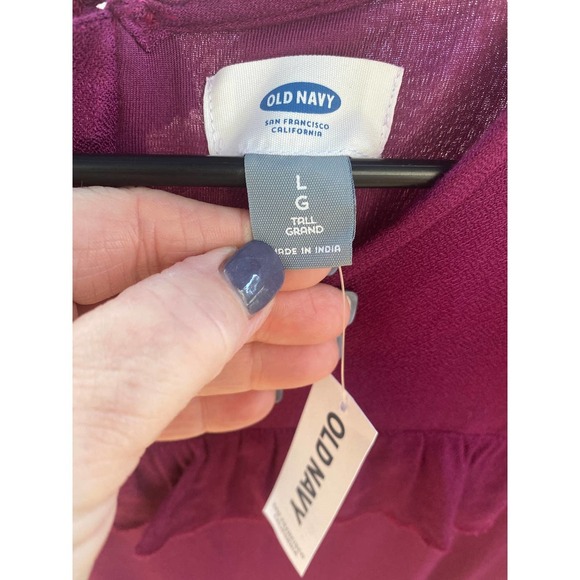 OLD NAVY
SAN FRANCISCO
CALIFORNIA
L
G
TALL
GRAND
MADE IN INDIA
OLD NAVY